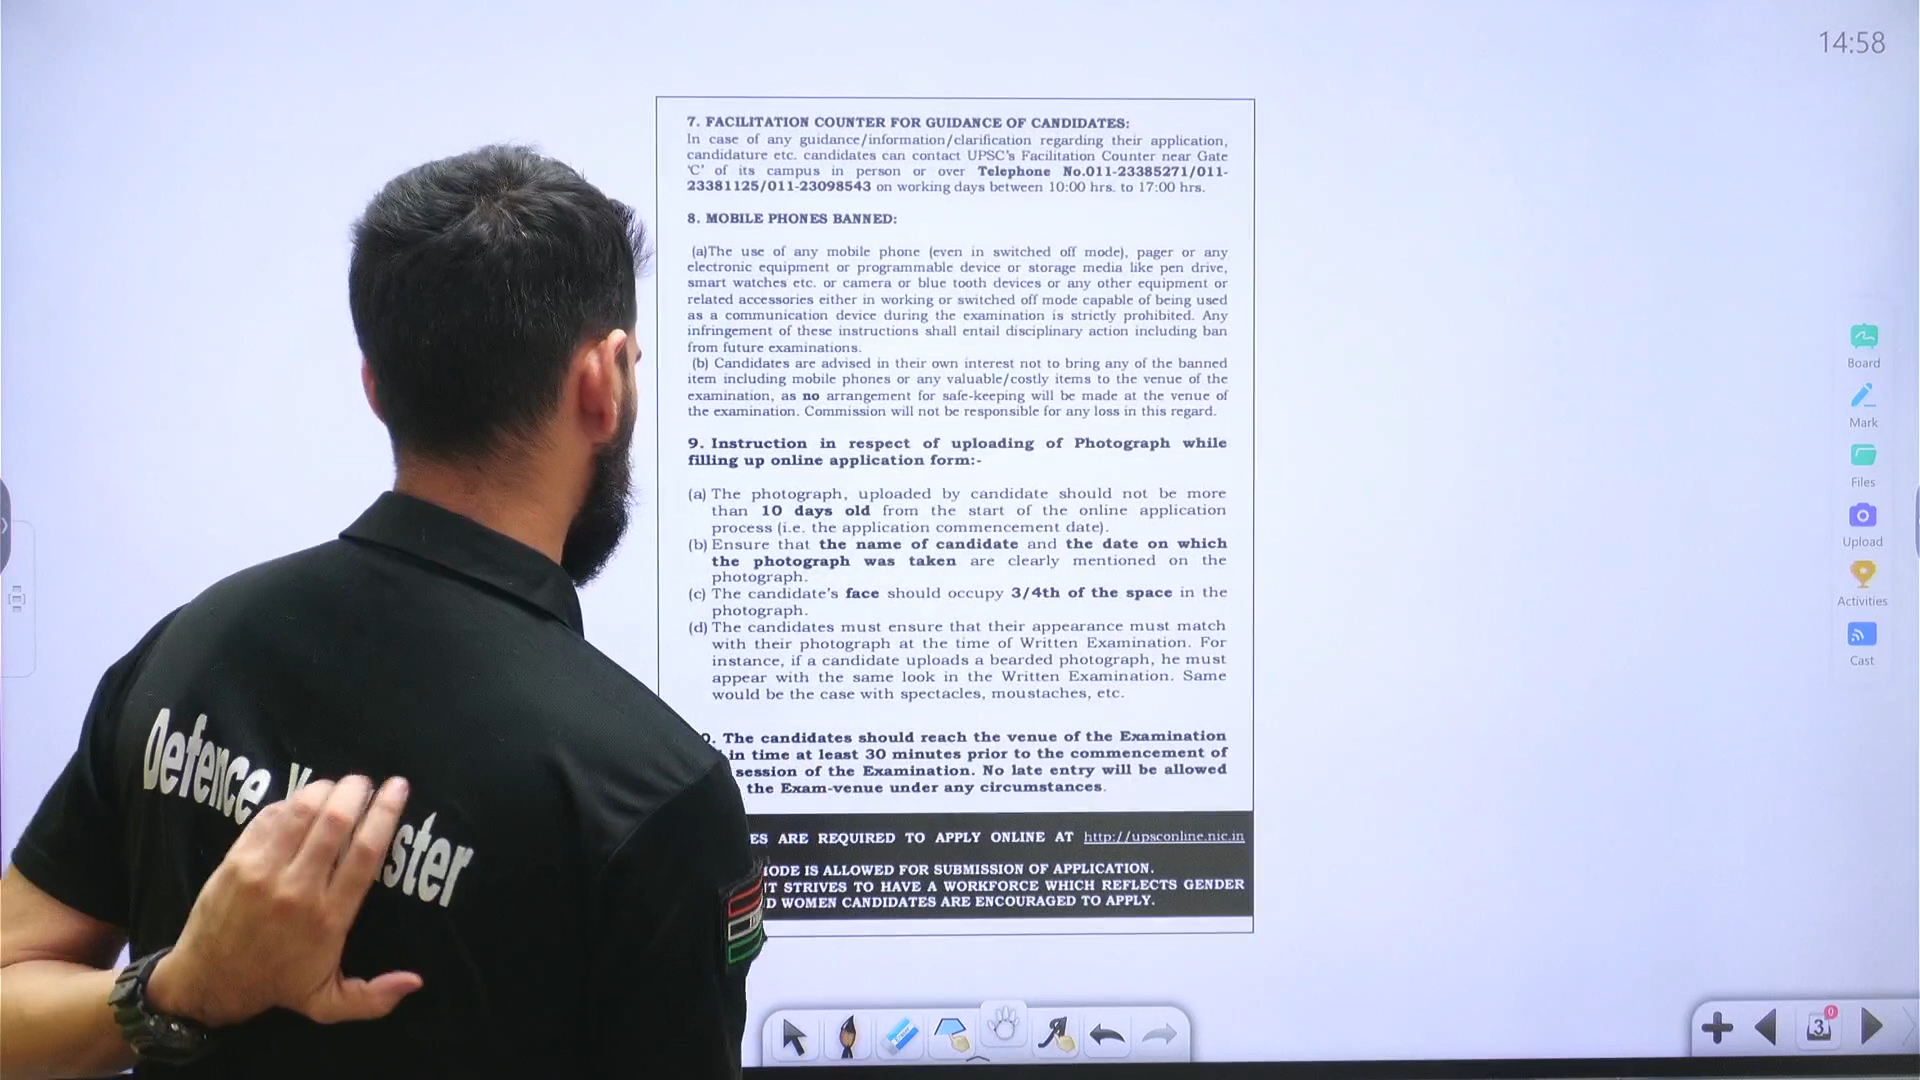 14:58
7. FACILITATION COUNTER FOR GUIDANCE OF CANDIDATES:
In case of any guidance/information/clarification regarding their application,
candidature etc. candidates can contact UPSC's Facilitation Counter near Gate
'C' of its campus in person or over Telephone No.011-23385271/011-
23381125/011-23098543 on working days between 10:00 hrs. to 17:00 hrs.
8. MOBILE PHONES BANNED:
(a)The use of any mobile phone (even in switched off mode), pager or any
electronic equipment or programmable device or storage media like pen drive,
smart watches etc. or camera or blue tooth devices or any other equipment or
related accessories either in working or switched off mode capable of being used
as a communication device during the examination is strictly prohibited. Any
infringement of these instructions shall entail disciplinary action including ban
from future examinations.
(b) Candidates are advised in their own interest not to bring any of the banned
item including mobile phones or any valuable/costly items to the venue of the
examination, as no arrangement for safe-keeping will be made at the venue of
the examination. Commission will not be responsible for any loss in this regard.
9. Instruction in respect of uploading of Photograph while
filling up online application form:-
(a) The photograph, uploaded by candidate should not be more
than 10 days old from the start of the online application
process (i.e. the application commencement date).
(b) Ensure that the name of candidate and the date on which
the photograph was taken are clearly mentioned on the
photograph.
(c) The candidate's face should occupy 3/4th of the space in the
photograph.
(d) The candidates must ensure that their appearance must match
with their photograph at the time of Written Examination. For
instance, if a candidate uploads a bearded photograph, he must
appear with the same look in the Written Examination. Same
would be the case with spectacles, moustaches, etc.
0. The candidates should reach the venue of the Examination
in time at least 30 minutes prior to the commencement of
session of the Examination. No late entry will be allowed
the Exam-venue under any circumstances.
ES ARE REQUIRED TO APPLY ONLINE AT http://upsconline.nic.in
MODE IS ALLOWED FOR SUBMISSION OF APPLICATION.
T STRIVES TO HAVE A WORKFORCE WHICH REFLECTS GENDER
D WOMEN CANDIDATES ARE ENCOURAGED TO APPLY.
Board
Mark
Files
Upload
Activities
Cast
Defence
ster
3
0